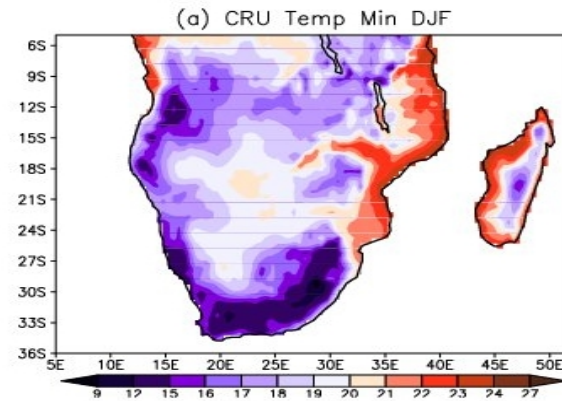 (a) CRU Temp Min DJF
6S
9S
12S
15S
18S
21S
24S
27S
30S
33S
36S
5E 10E 15E 20E 25E 30E 35E 40E 45E 50E
9 12 15 16 17 18 19 20 21 22 23 24 27